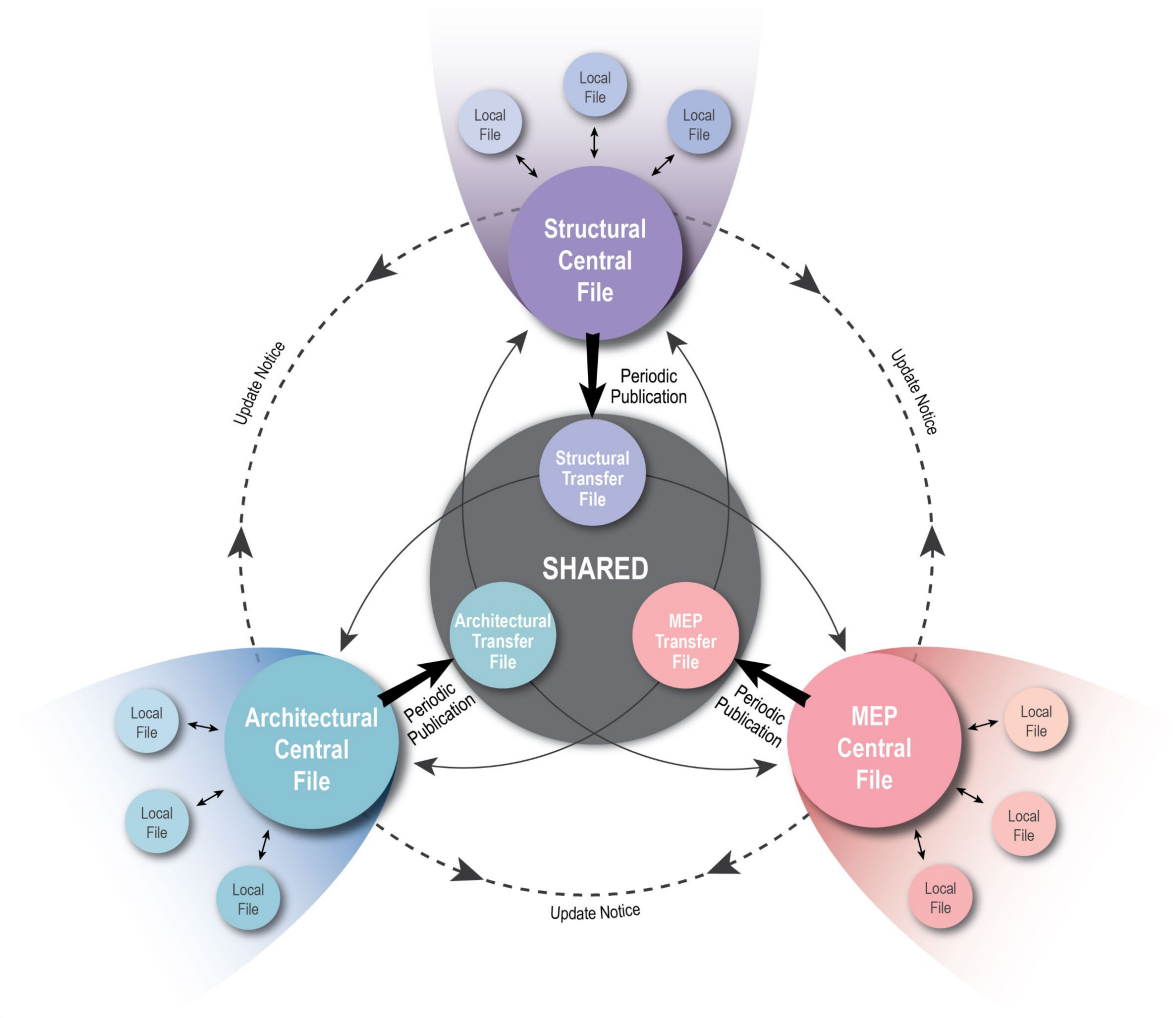 Local
File
Local
File
Local
File
Structural
Central
File
Update Notice
Update Notice
Periodic
Publication
Structural
Transfer
File
SHARED
Architectural
Transfer
File
MEP
Transfer
File
Periodic
Publication
Periodic
Publication
Architectural
Central
File
MEP
Central
File
Local
File
Local
File
Local
File
Local
File
Local
File
Local
File
Update Notice